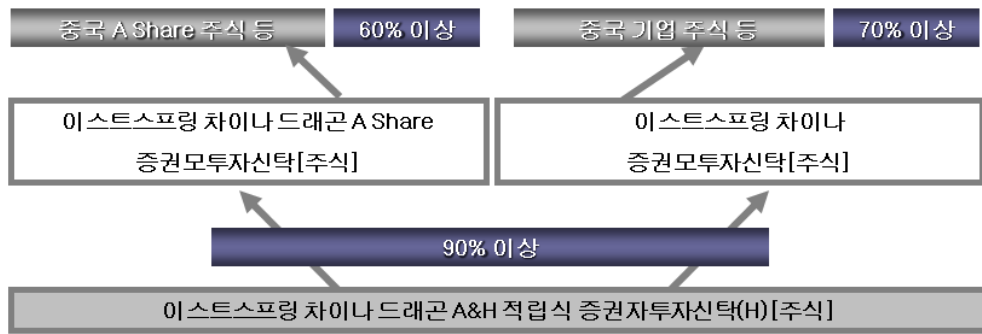 중국 A Share 주식 등 60% 이상 중국 기업 주식 등 70% 이상
이스트스프링 차이나 드래곤 A Share
증권모투자신탁[주식]
이스트스프링 차이나
증권모투자신탁[주식]
90% 이상
이스트스프링 차이나 드래곤 A&H 적립식 증권자투자신탁(H)[주식]